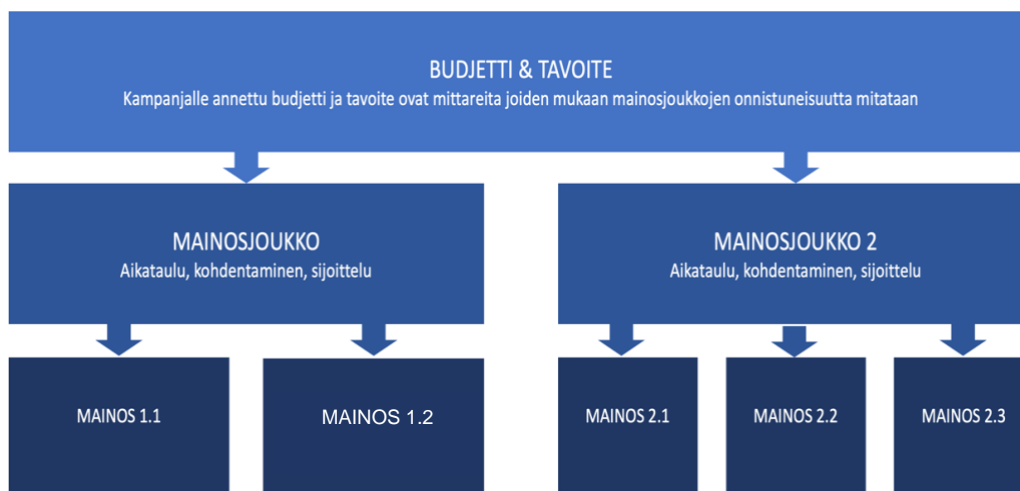 BUDJETTI & TAVOITE
Kampanjalle annettu budjetti ja tavoite ovat mittareita joiden mukaan mainosjoukkojen onnistuneisuutta mitataan
MAINOSJOUKKO
Aikataulu, kohdentaminen, sijoittelu
MAINOSJOUKKO 2
Aikataulu, kohdentaminen, sijoittelu
MAINOS 1.1
MAINOS 1.2
MAINOS 2.1
MAINOS 2.2
MAINOS 2.3